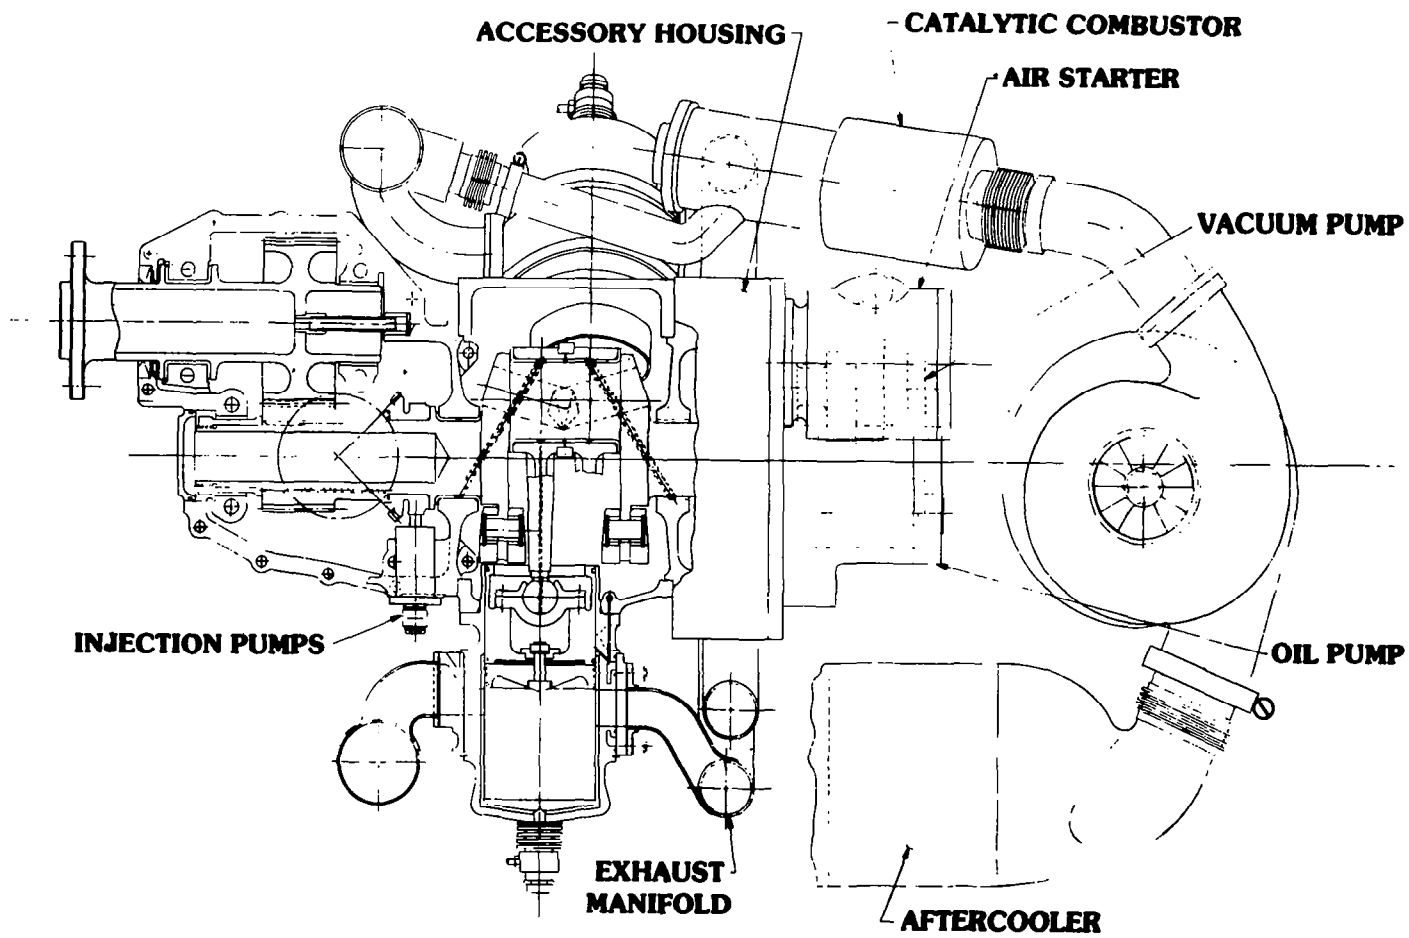 ACCESSORY HOUSING
CATALYTIC COMBUSTOR
AIR STARTER
VACUUM PUMP
INJECTION PUMPS
OIL PUMP
EXHAUST
MANIFOLD
AFTERCOOLER